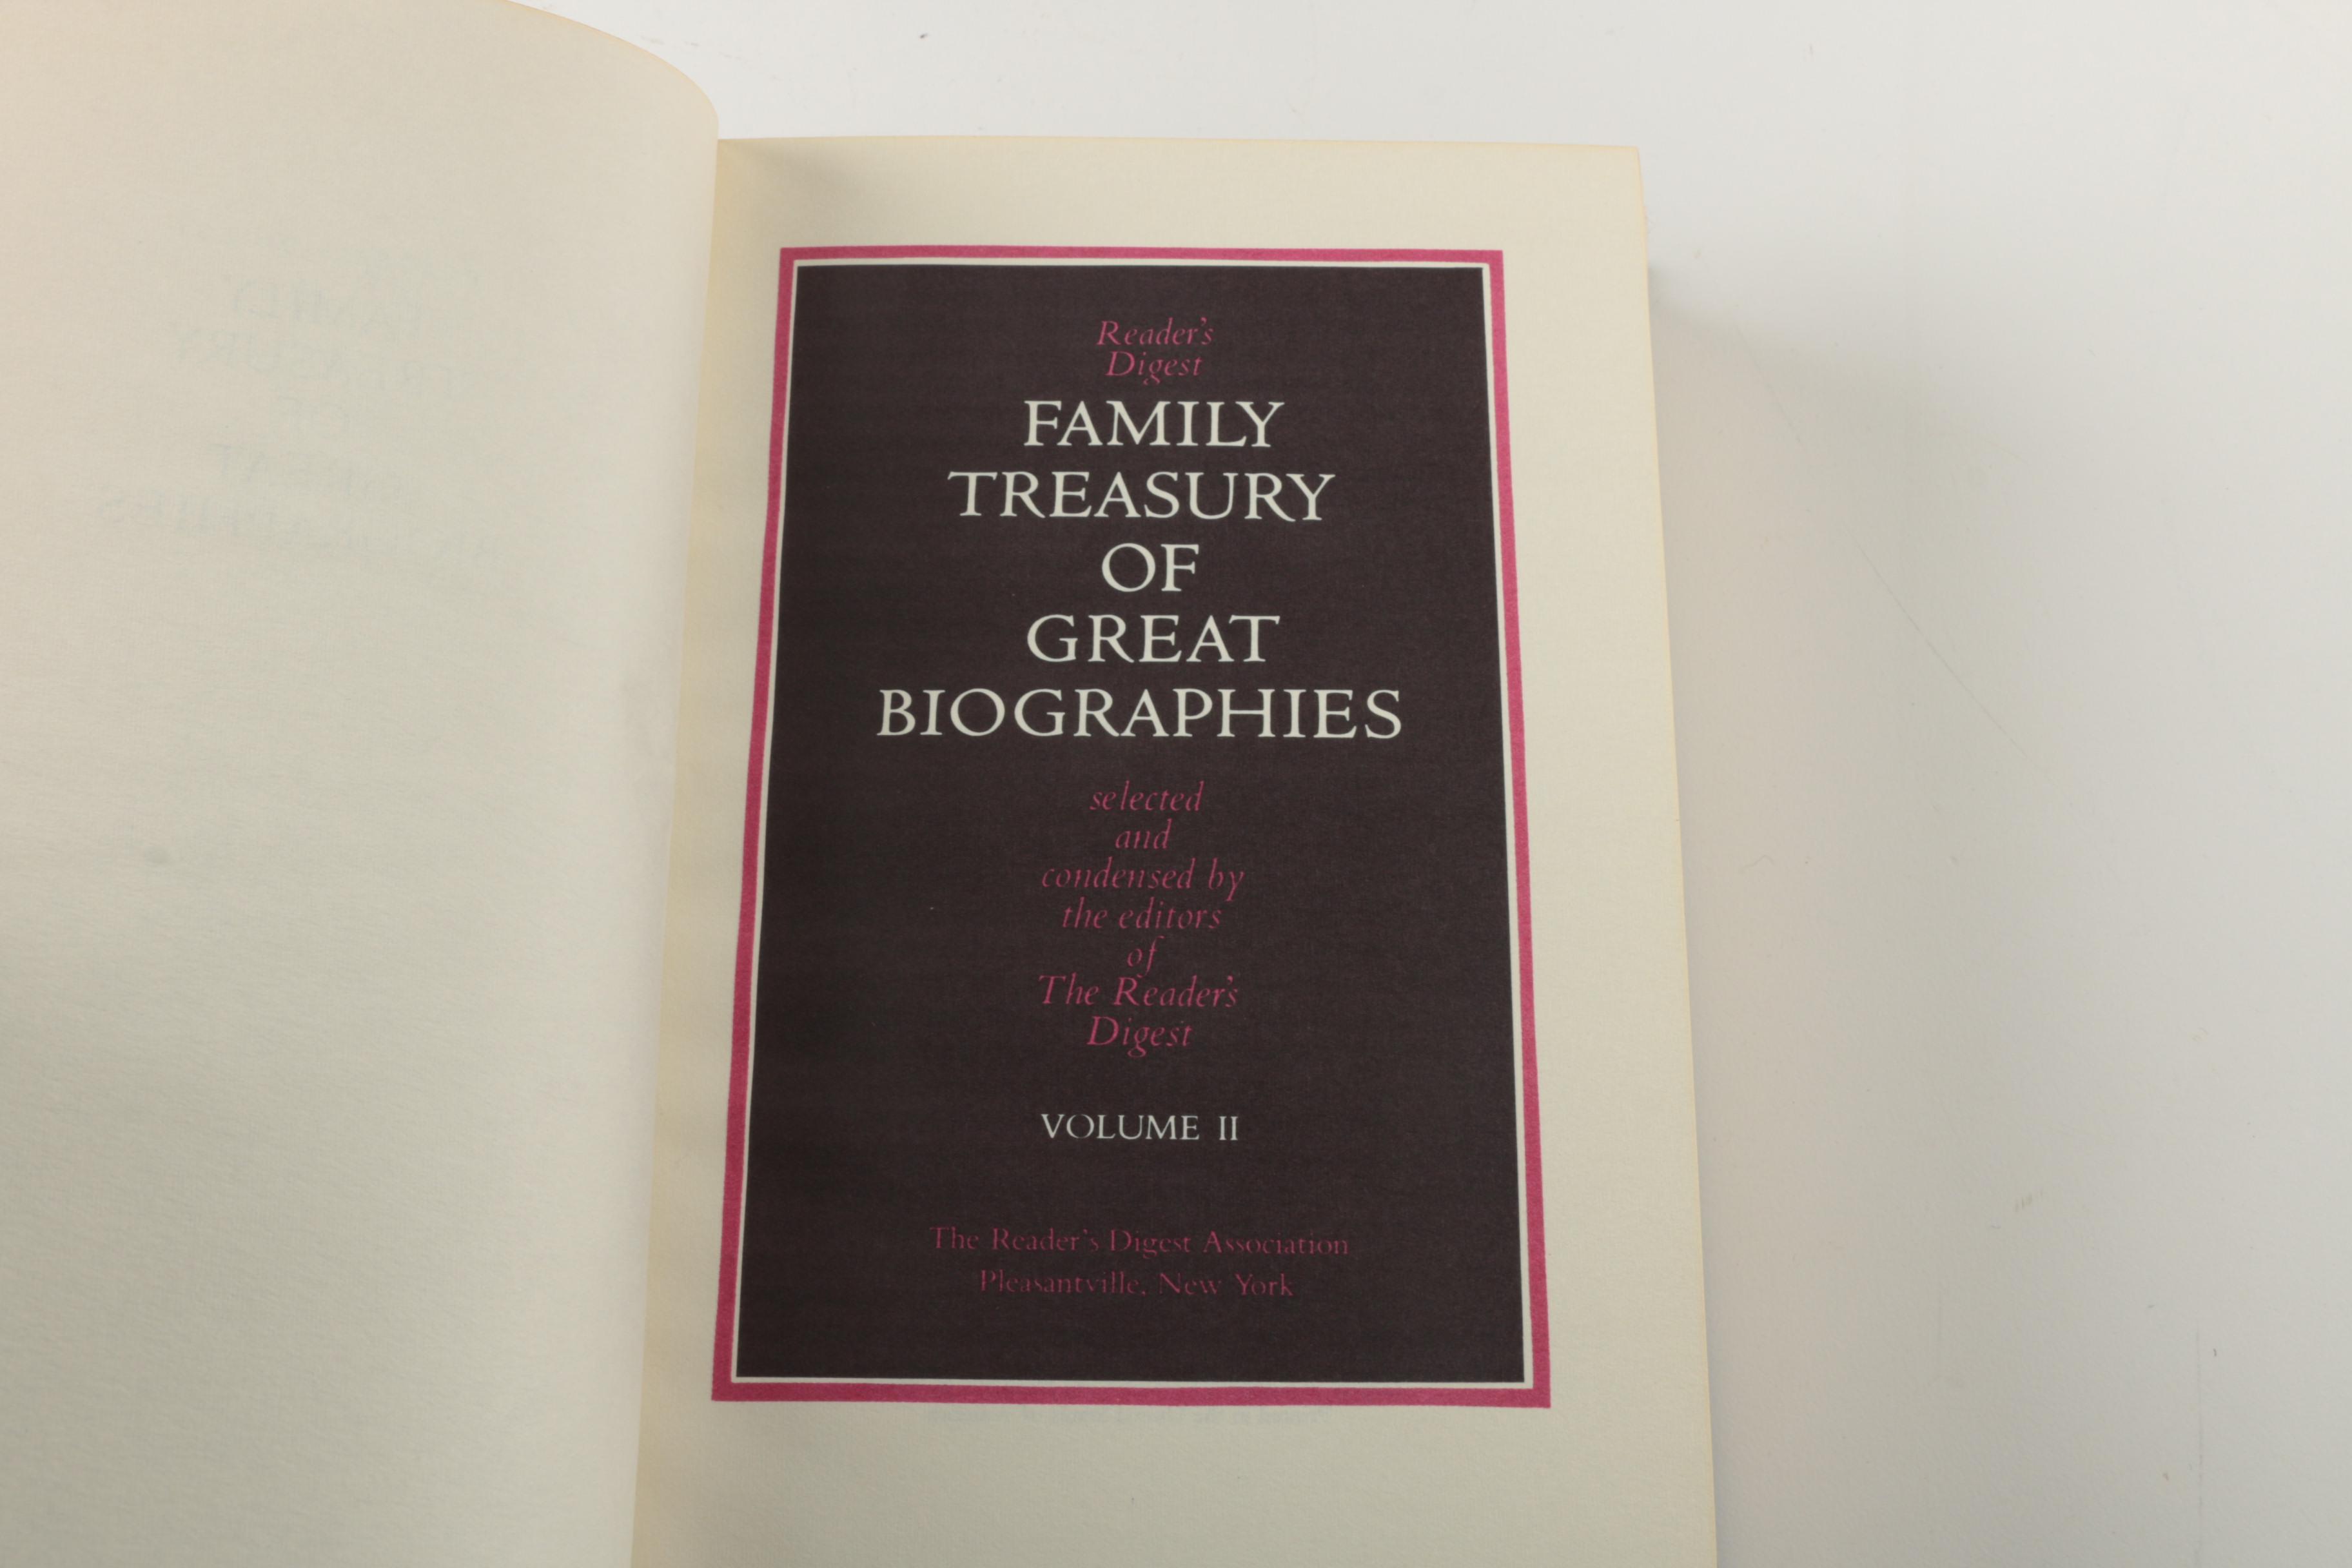 Reader's
Digest
FAMILY
TREASURY
OF
GREAT
BIOGRAPHIES
selected
and
condensed by
the editors
of
The Reader's
Digest
VOLUME II
The Reader's Digest Association
Pleasantville, New York